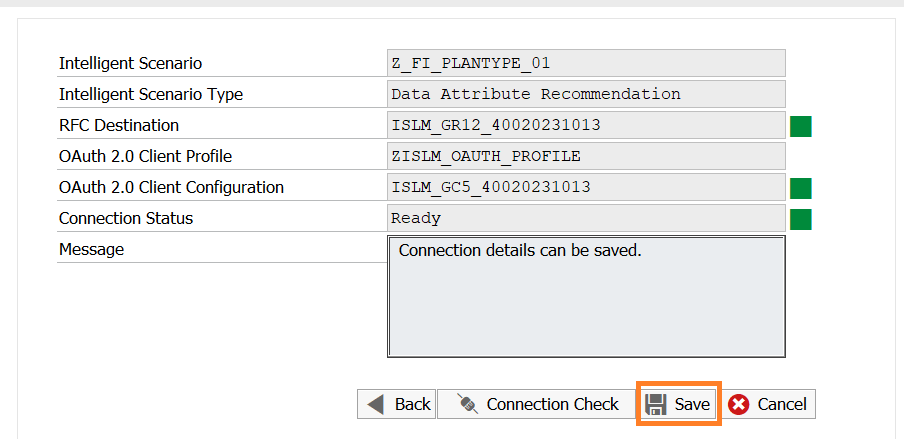 Intelligent Scenario Z_FI_PLANTYPE_01
Intelligent Scenario Type Data Attribute Recommendation
RFC Destination ISLM_GR12_40020231013
OAuth 2.0 Client Profile ZISLM_OAUTH_PROFILE
OAuth 2.0 Client Configuration ISLM_GC5_40020231013
Connection Status Ready
Message Connection details can be saved.
Back Connection Check Save Cancel